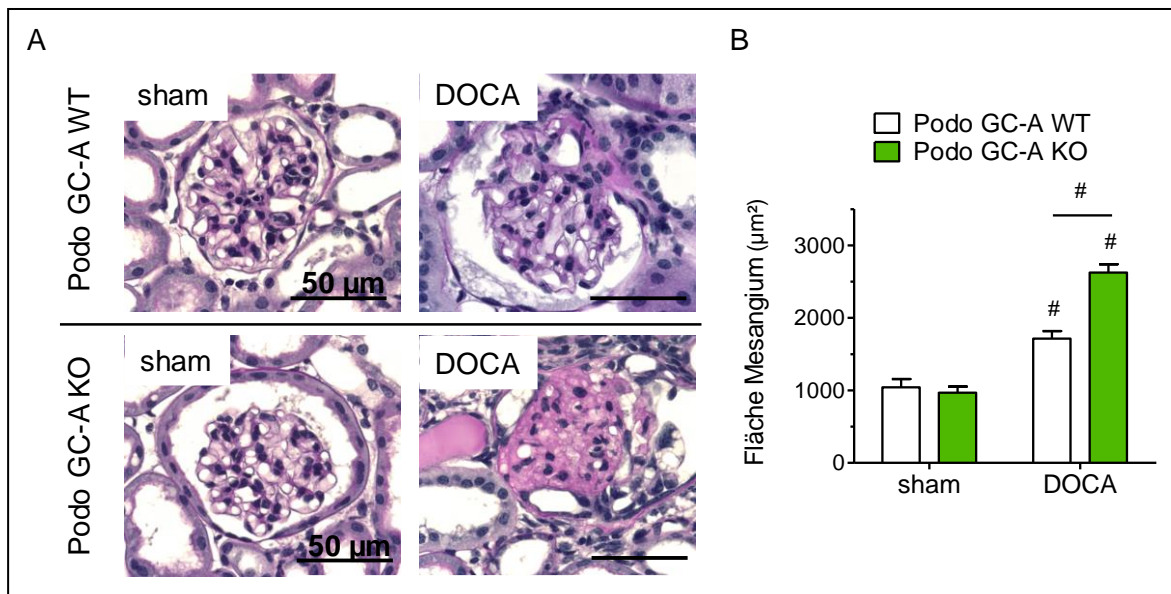 A
B
Podo GC-A WT
sham
DOCA
50 µm
Podo GC-A KO
sham
DOCA
50 µm
Podo GC-A WT
Podo GC-A KO
Fläche Mesangium (µm²)
3000
2000
1000
0
#
#
#
sham
DOCA